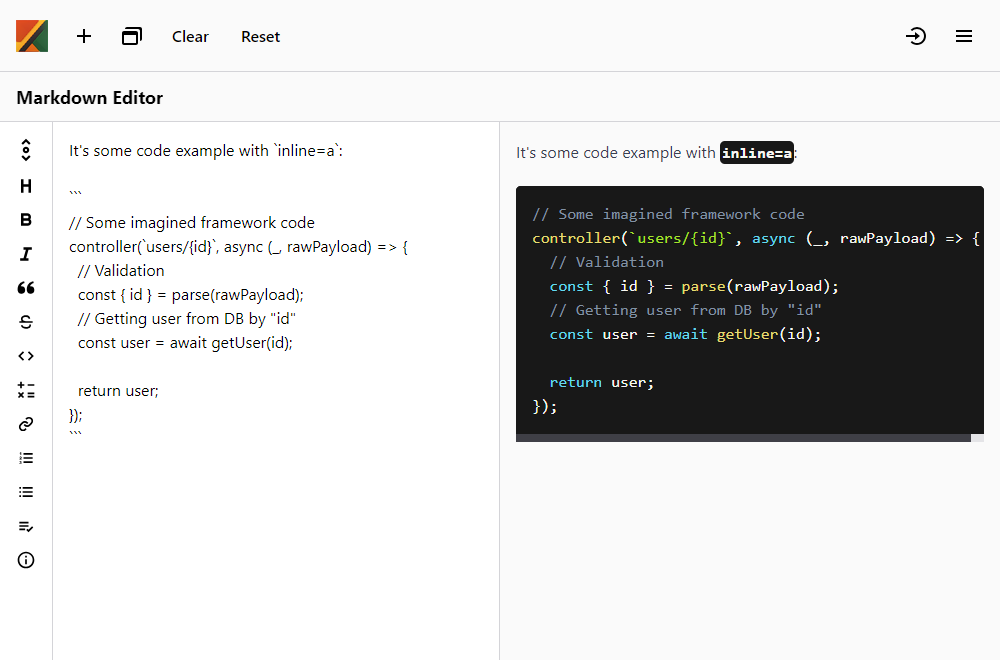 Clear Reset
Markdown Editor
H
B
I
It's some code example with `inline=a`:
```
// Some imagined framework code
controller(`users/{id}`, async (_, rawPayload) => {
  // Validation
  const { id } = parse(rawPayload);
  // Getting user from DB by "id"
  const user = await getUser(id);
  return user;
});
```
It's some code example with inline=a:
// Some imagined framework code
controller(`users/{id}`, async (_, rawPayload) => {
  // Validation
  const { id } = parse(rawPayload);
  // Getting user from DB by "id"
  const user = await getUser(id);
  return user;
});